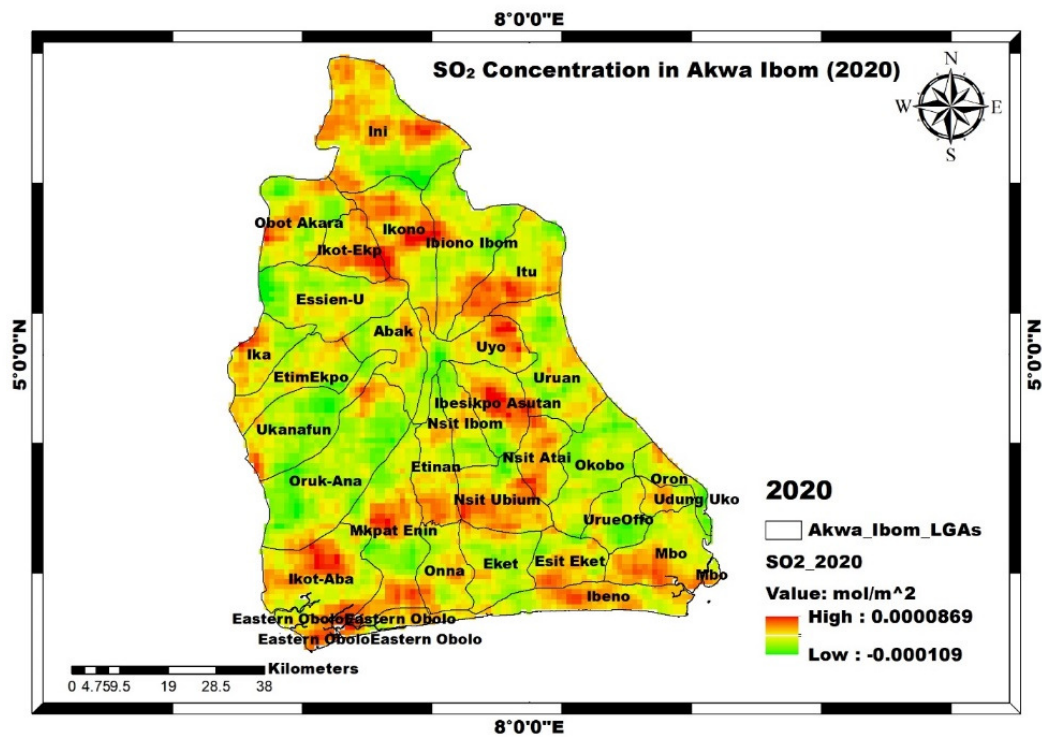 8°0'0"E
SO₂ Concentration in Akwa Ibom (2020)
N
W E
S
Ini
Obot Akara
Ikono
Ibiono Ibom
Ikot-Ekp
Itu
Essien-U
Abak
Uyo
Ika
EtimEkpo
Uruan
Ibesikpo Asutan
Nsit Ibom
Ukanafun
Etinan
Nsit Atai
Okobo
Oruk-Ana
Oron
Nsit Ubium
Udung Uko
UrueOffo
Mkpat Enin
Mbo
Onna
Eket
Esit Eket
Ikot-Aba
Mbo
Ibeno
Eastern Obolo
Eastern Obolo
Eastern Obolo
Eastern Obolo
5°0'0"N
5°0'0"N
2020
Akwa_Ibom_LGAs
SO2_2020
Value: mol/m^2
High : 0.0000869
Low : -0.000109
Kilometers
0 4.75 9.5 19 28.5 38
8°0'0"E